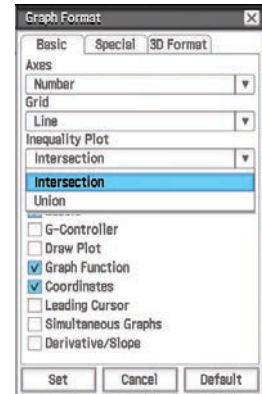 Graph Format
Basic Special 3D Format
Axes
Number
Grid
Line
Inequality Plot
Intersection
Intersection
Union
G-Controller
Draw Plot
Graph Function
Coordinates
Leading Cursor
Simultaneous Graphs
Derivative/Slope
Set Cancel Default